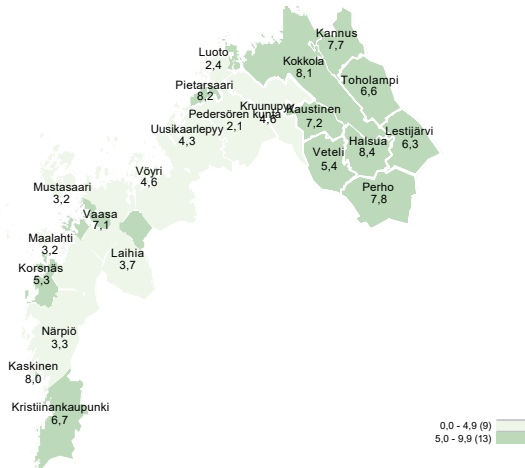 Kannus
7,7
Luoto
2,4
Kokkola
8,1
Toholampi
6,6
Pietarsaari
8,2
Kruunupyy
4,6
Kaustinen
7,2
Pedersören kunta
2,1
Uusikaarlepyy
4,3
Lestijärvi
6,3
Halsua
8,4
Veteli
5,4
Vöyri
4,6
Perho
7,8
Mustasaari
3,2
Vaasa
7,1
Maalahti
3,2
Laihia
3,7
Korsnäs
5,3
Närpiö
3,3
Kaskinen
8,0
Kristiinankaupunki
6,7
0,0 - 4,9 (9)
5,0 - 9,9 (13)